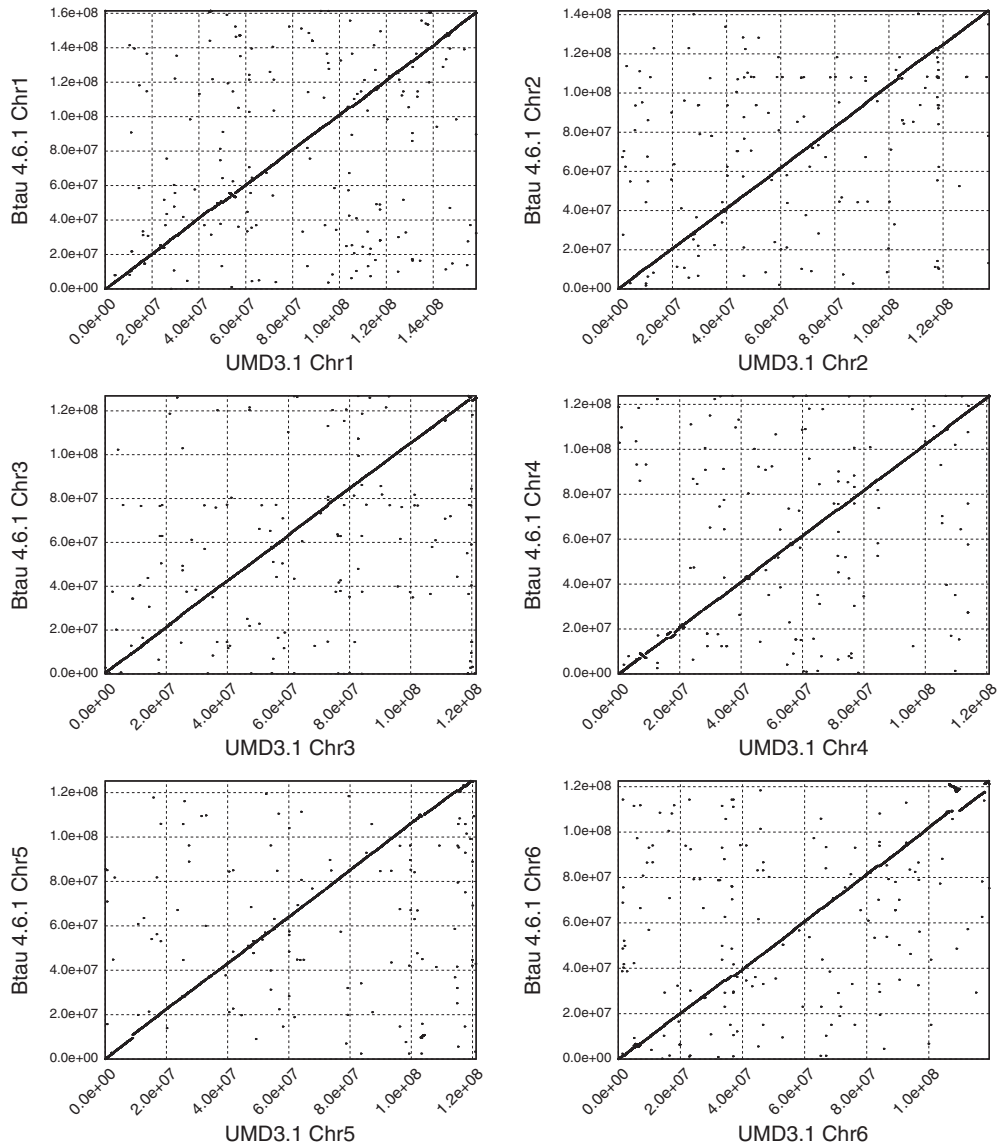 1.6e+08
1.4e+08
1.2e+08
1.0e+08
8.0e+07
6.0e+07
4.0e+07
2.0e+07
0.0e+00
Btau 4.6.1 Chr1
0.0e+00 2.0e+07 4.0e+07 6.0e+07 8.0e+07 1.0e+08 1.2e+08 1.4e+08
UMD3.1 Chr1
1.4e+08
1.2e+08
1.0e+08
8.0e+07
6.0e+07
4.0e+07
2.0e+07
0.0e+00
Btau 4.6.1 Chr2
0.0e+00 2.0e+07 4.0e+07 6.0e+07 8.0e+07 1.0e+08 1.2e+08
UMD3.1 Chr2
1.2e+08
1.0e+08
8.0e+07
6.0e+07
4.0e+07
2.0e+07
0.0e+00
Btau 4.6.1 Chr3
0.0e+00 2.0e+07 4.0e+07 6.0e+07 8.0e+07 1.0e+08 1.2e+08
UMD3.1 Chr3
1.2e+08
1.0e+08
8.0e+07
6.0e+07
4.0e+07
2.0e+07
0.0e+00
Btau 4.6.1 Chr4
0.0e+00 2.0e+07 4.0e+07 6.0e+07 8.0e+07 1.0e+08 1.2e+08
UMD3.1 Chr4
1.2e+08
1.0e+08
8.0e+07
6.0e+07
4.0e+07
2.0e+07
0.0e+00
Btau 4.6.1 Chr5
0.0e+00 2.0e+07 4.0e+07 6.0e+07 8.0e+07 1.0e+08 1.2e+08
UMD3.1 Chr5
1.2e+08
1.0e+08
8.0e+07
6.0e+07
4.0e+07
2.0e+07
0.0e+00
Btau 4.6.1 Chr6
0.0e+00 2.0e+07 4.0e+07 6.0e+07 8.0e+07 1.0e+08
UMD3.1 Chr6